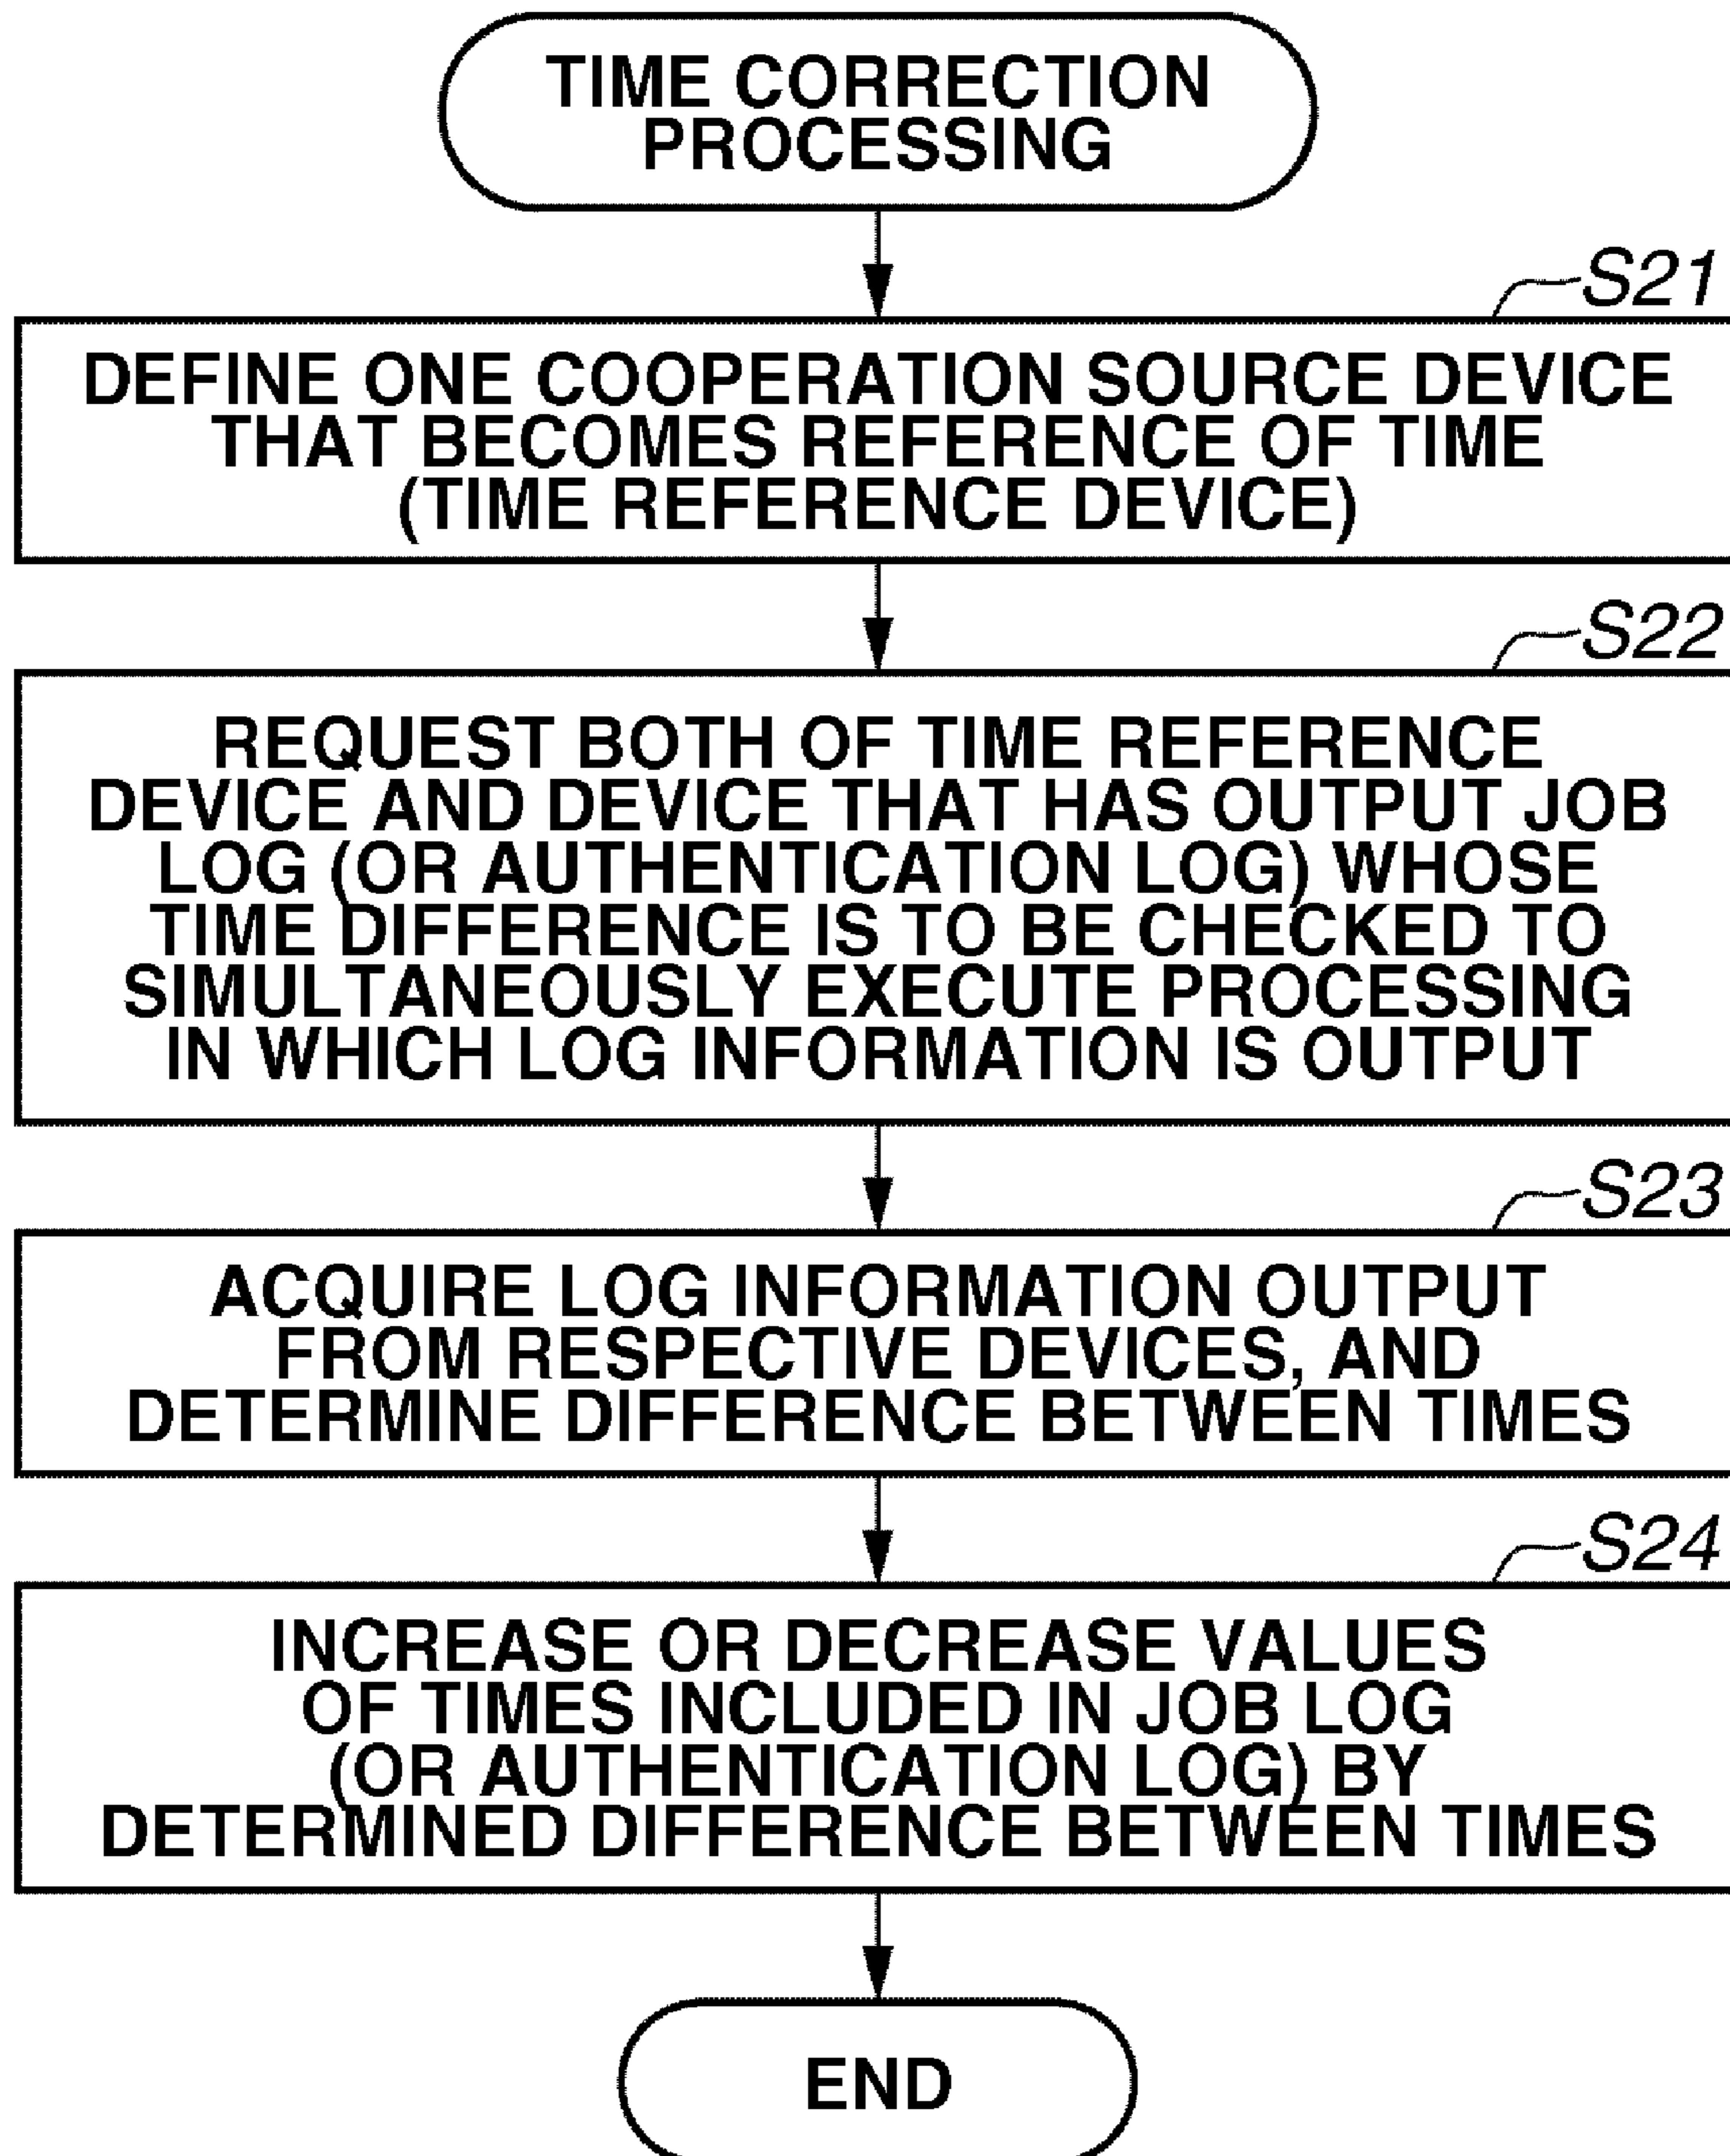 TIME CORRECTION
PROCESSING
S21
DEFINE ONE COOPERATION SOURCE DEVICE
THAT BECOMES REFERENCE OF TIME
(TIME REFERENCE DEVICE)
S22
REQUEST BOTH OF TIME REFERENCE
DEVICE AND DEVICE THAT HAS OUTPUT JOB
LOG (OR AUTHENTICATION LOG) WHOSE
TIME DIFFERENCE IS TO BE CHECKED TO
SIMULTANEOUSLY EXECUTE PROCESSING
IN WHICH LOG INFORMATION IS OUTPUT
S23
ACQUIRE LOG INFORMATION OUTPUT
FROM RESPECTIVE DEVICES, AND
DETERMINE DIFFERENCE BETWEEN TIMES
S24
INCREASE OR DECREASE VALUES
OF TIMES INCLUDED IN JOB LOG
(OR AUTHENTICATION LOG) BY
DETERMINED DIFFERENCE BETWEEN TIMES
END